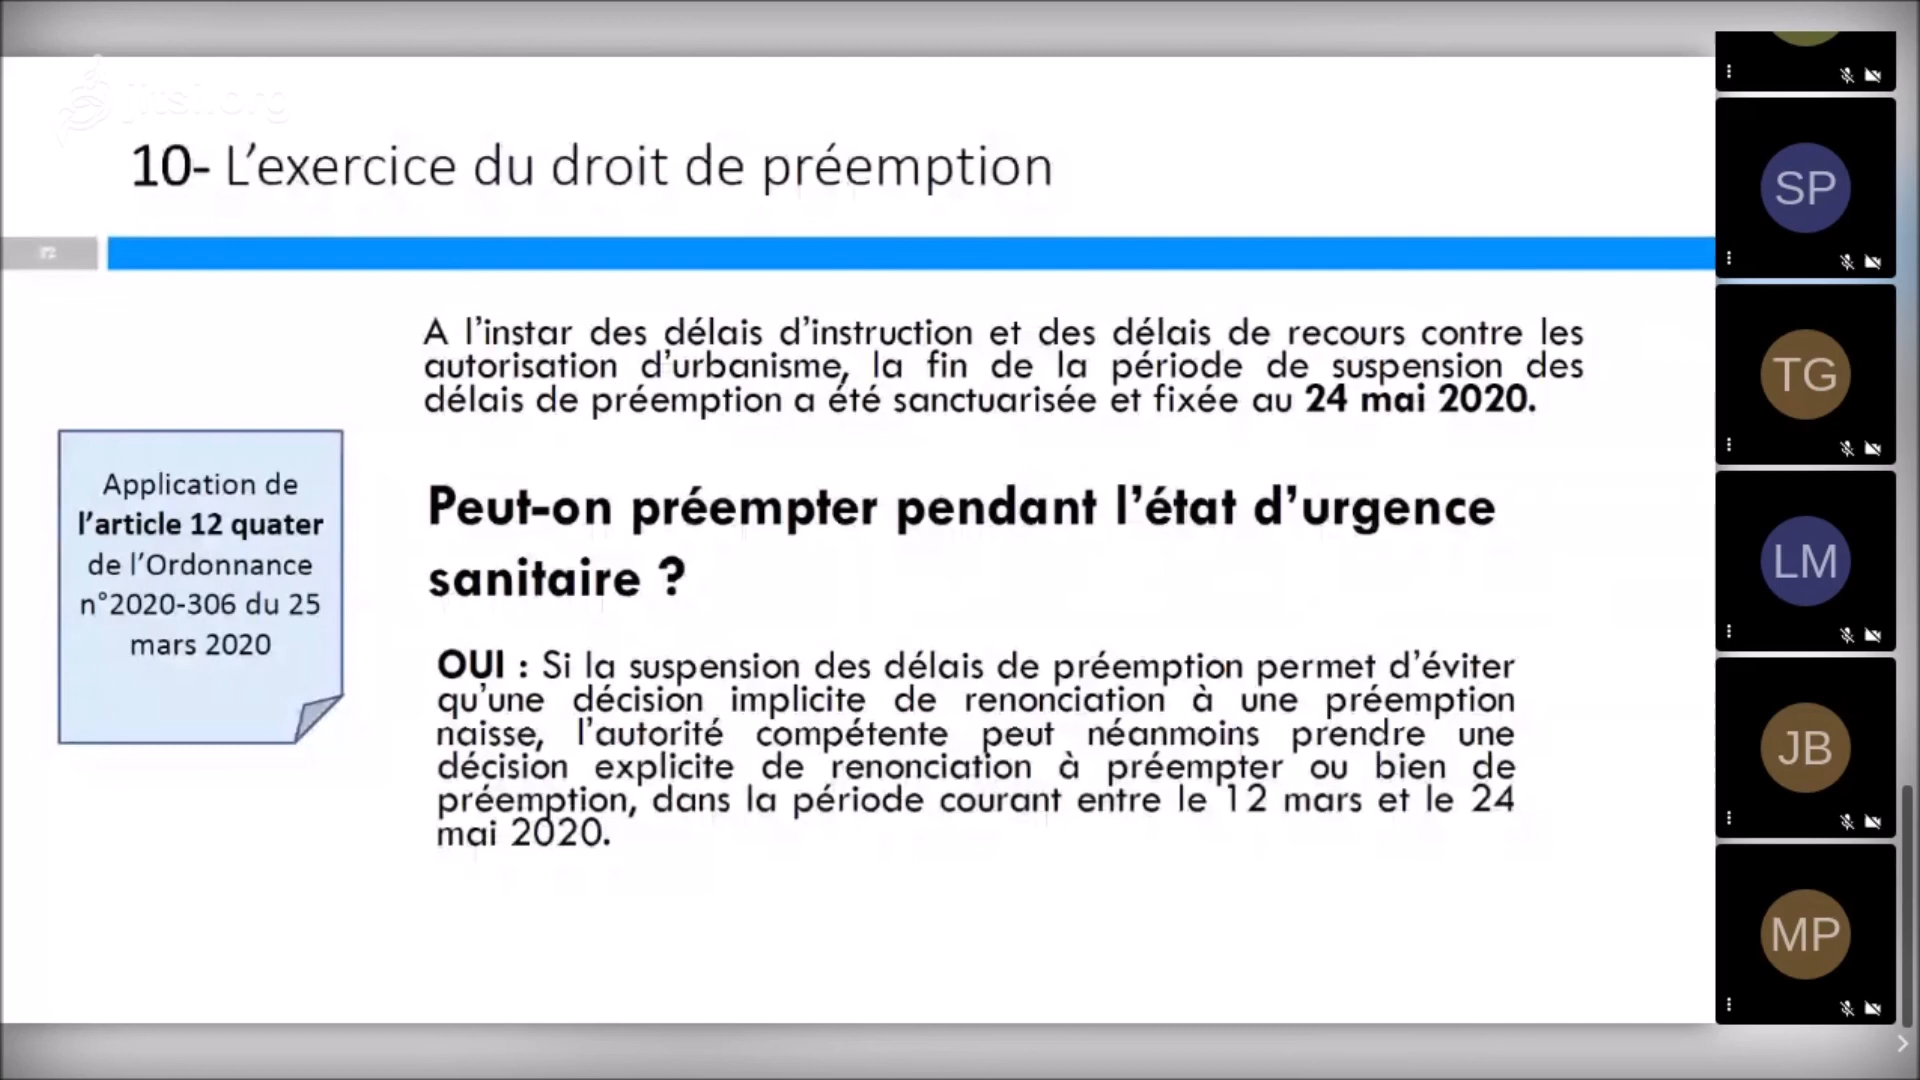 jitsi.org
10- L’exercice du droit de préemption
A l’instar des délais d’instruction et des délais de recours contre les
autorisation d’urbanisme, la fin de la période de suspension des
délais de préemption a été sanctuarisée et fixée au 24 mai 2020.
Application de
l’article 12 quater
de l’Ordonnance
n°2020-306 du 25
mars 2020
Peut-on préempter pendant l’état d’urgence
sanitaire ?
OUI : Si la suspension des délais de préemption permet d’éviter
qu’une décision implicite de renonciation à une préemption
naisse, l’autorité compétente peut néanmoins prendre une
décision explicite de renonciation à préempter ou bien de
préemption, dans la période courant entre le 12 mars et le 24
mai 2020.
SP
TG
LM
JB
MP